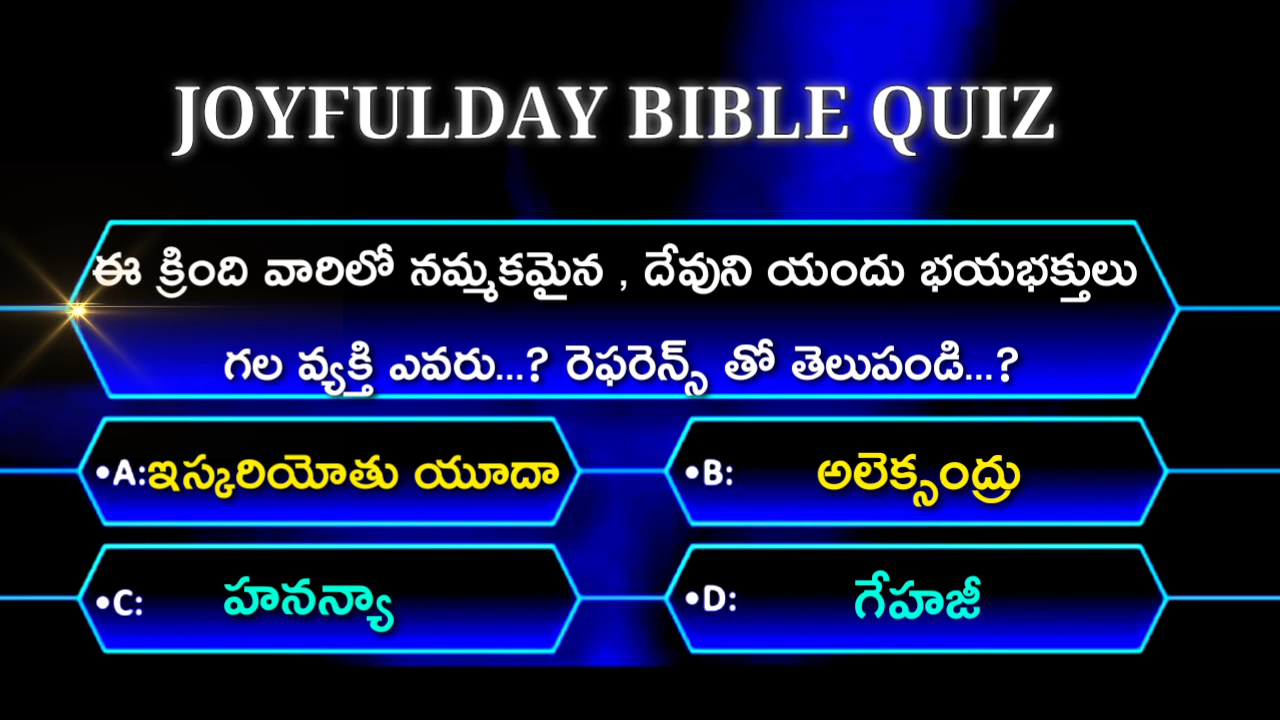 JOYFULDAY BIBLE QUIZ
ఈ క్రింది వారిలో నమ్మకమైన , దేవుని యందు భయభక్తులు
గల వ్యక్తి ఎవరు...? రెఫరెన్స్ తో తెలుపండి...?
•A:ఇస్కరియోతు యూదా
•B: అలెక్సంద్రు
•C: హనన్యా
•D: గేహజీ